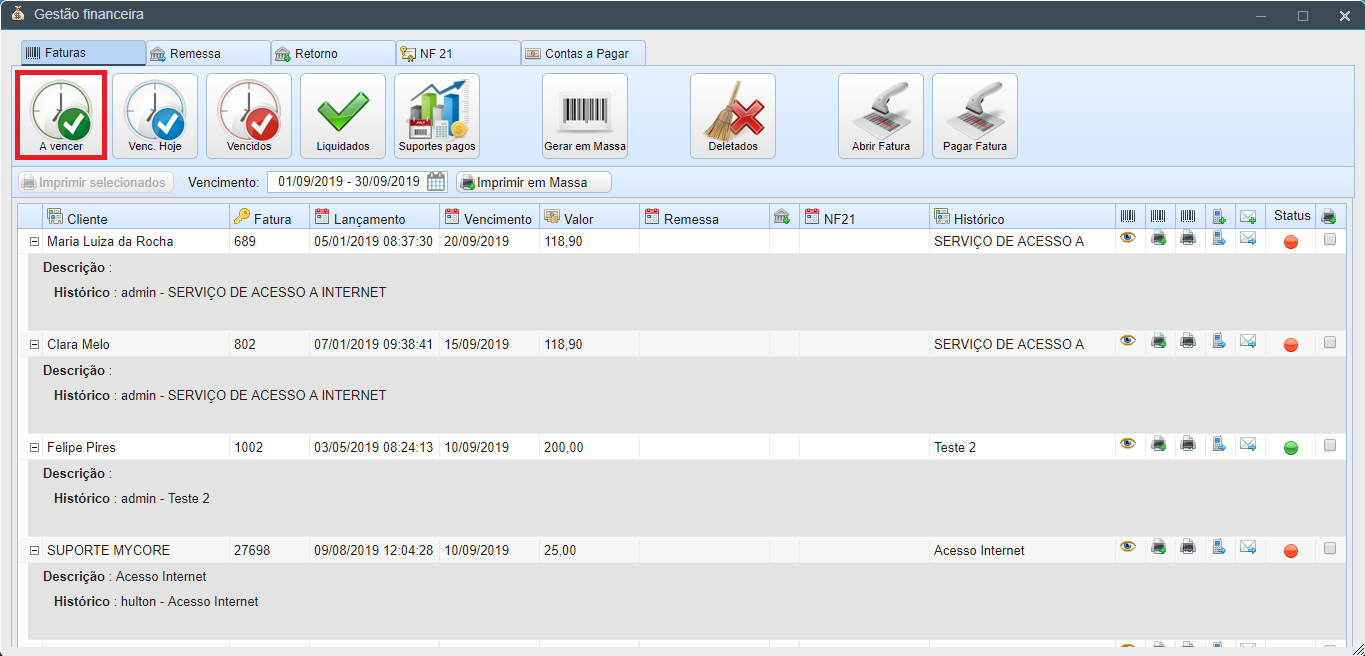 Gestão financeira
Faturas Remessa Retorno NF 21 Contas a Pagar
A vencer Venc. Hoje Vencidos Liquidados Suportes pagos Gerar em Massa Deletados Abrir Fatura Pagar Fatura
Imprimir selecionados Vencimento: 01/09/2019 - 30/09/2019 Imprimir em Massa
Cliente Fatura Lançamento Vencimento Valor Remessa NF21 Histórico Status
Maria Luiza da Rocha 689 05/01/2019 08:37:30 20/09/2019 118,90 SERVIÇO DE ACESSO A
Descrição :
Histórico : admin - SERVIÇO DE ACESSO A INTERNET
Clara Melo 802 07/01/2019 09:38:41 15/09/2019 118,90 SERVIÇO DE ACESSO A
Descrição :
Histórico : admin - SERVIÇO DE ACESSO A INTERNET
Felipe Pires 1002 03/05/2019 08:24:13 10/09/2019 200,00 Teste 2
Descrição :
Histórico : admin - Teste 2
SUPORTE MYCORE 27698 09/08/2019 12:04:28 10/09/2019 25,00 Acesso Internet
Descrição : Acesso Internet
Histórico : hulton - Acesso Internet